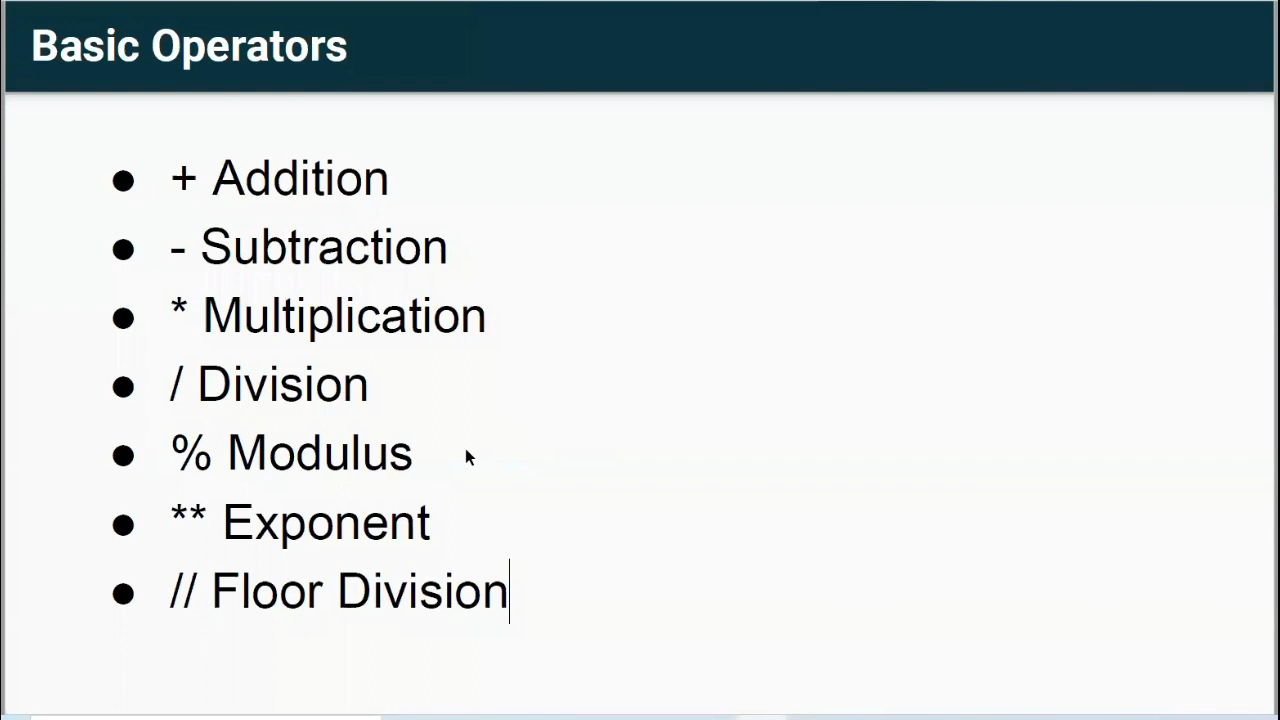 Basic Operators
● + Addition
● - Subtraction
● * Multiplication
● / Division
● % Modulus
● ** Exponent
● // Floor Division